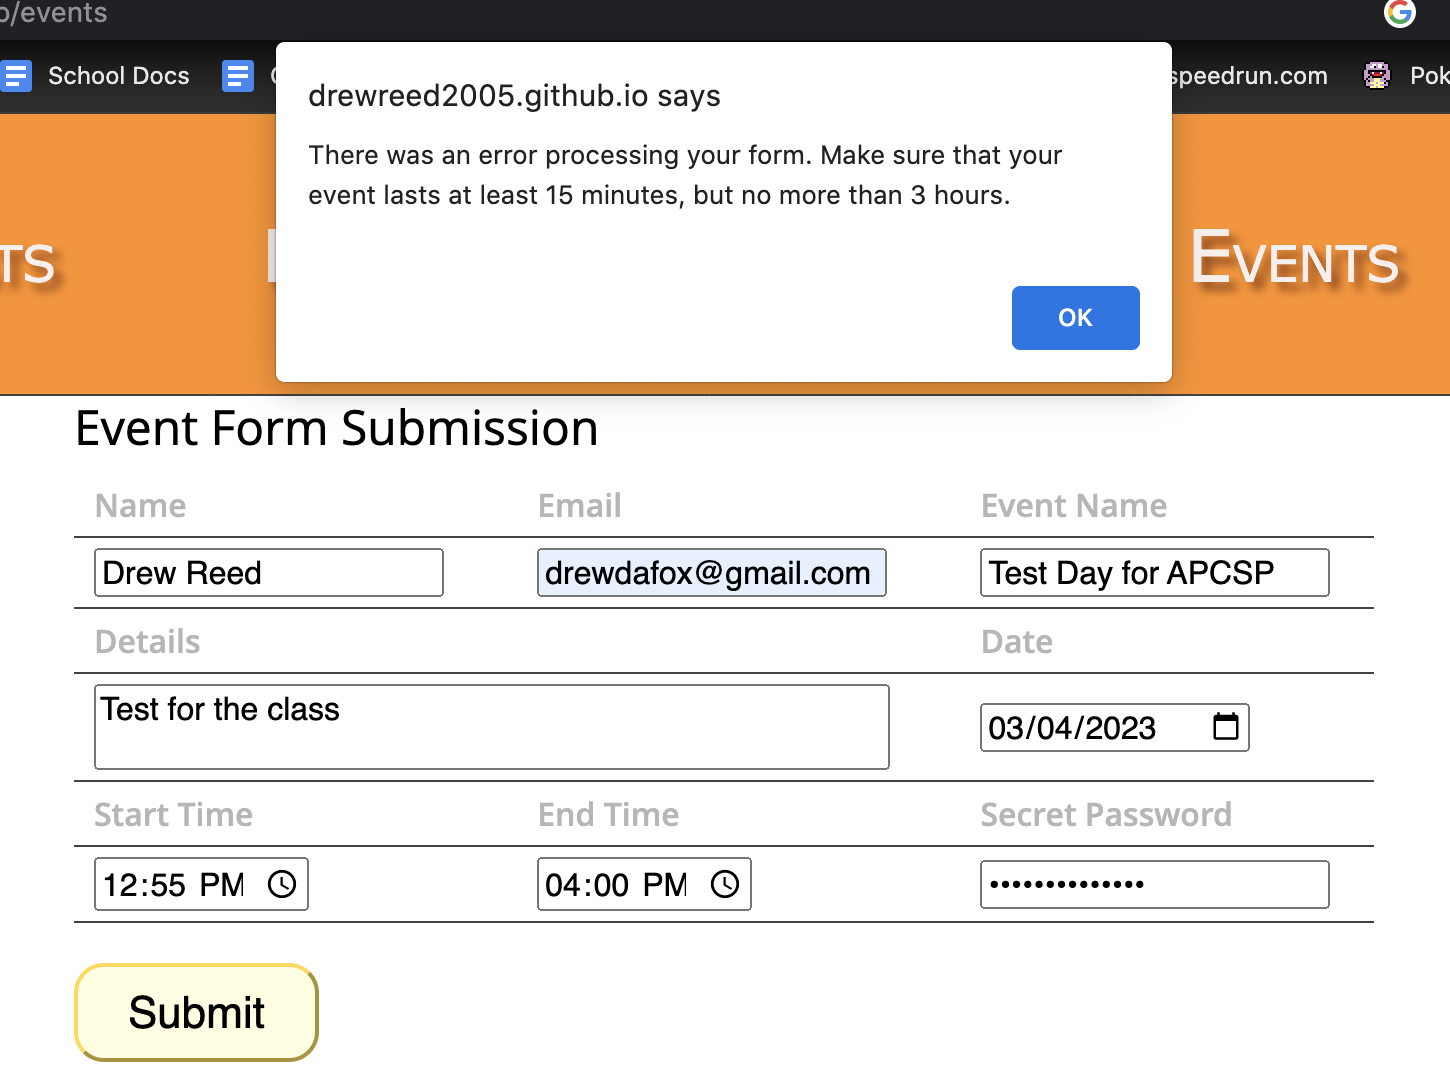 o/events
School Docs
speedrun.com
drewreed2005.github.io says
There was an error processing your form. Make sure that your
event lasts at least 15 minutes, but no more than 3 hours.
OK
Events
Event Form Submission
Name Email Event Name
Drew Reed drewdafox@gmail.com Test Day for APCSP
Details Date
Test for the class
03/04/2023
Start Time End Time Secret Password
12:55 PM 04:00 PM ••••••••••••••
Submit